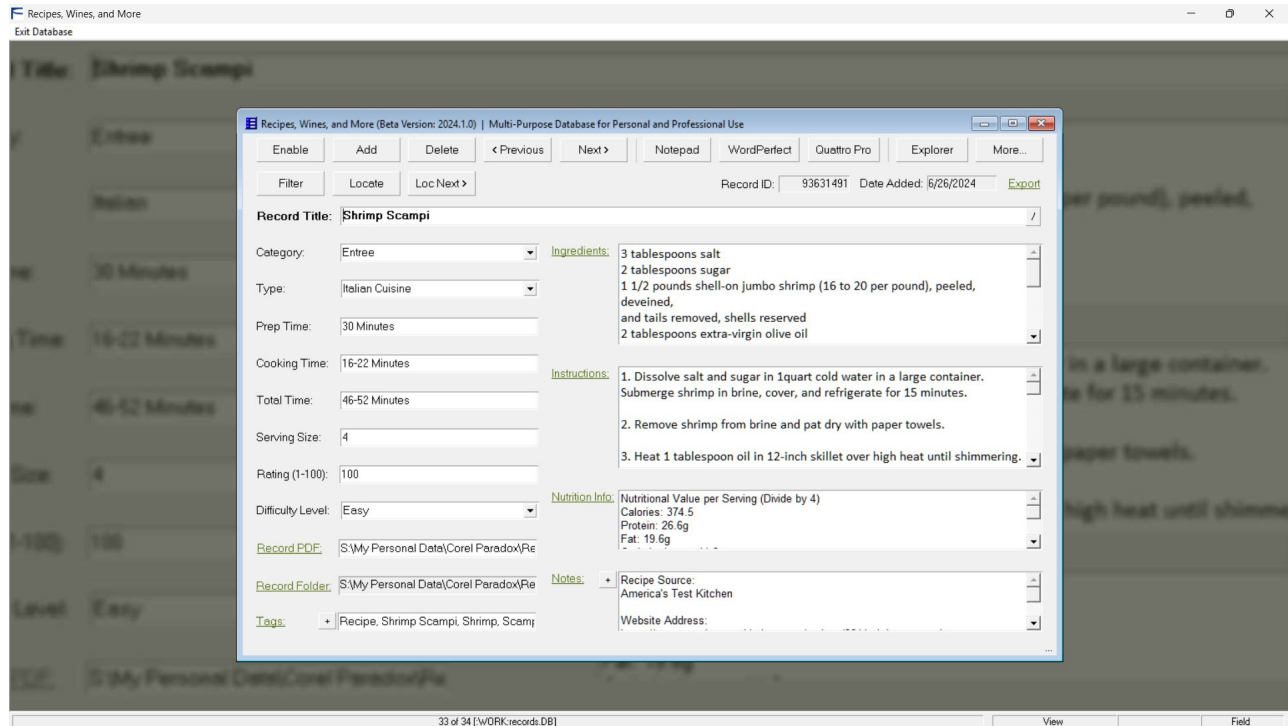 Recipes, Wines, and More
Exit Database
Recipes, Wines, and More (Beta Version: 2024.1.0) | Multi-Purpose Database for Personal and Professional Use
Enable Add Delete < Previous Next > Notepad WordPerfect Quattro Pro Explorer More...
Filter Locate Loc Next > Record ID: 93631491 Date Added: 6/26/2024 Export
Record Title: Shrimp Scampi /
Category: Entree
Type: Italian Cuisine
Prep Time: 30 Minutes
Cooking Time: 16-22 Minutes
Total Time: 46-52 Minutes
Serving Size: 4
Rating (1-100): 100
Difficulty Level: Easy
Record PDF: S:\My Personal Data\Corel Paradox\Re
Record Folder: S:\My Personal Data\Corel Paradox\Re
Tags: + Recipe, Shrimp Scampi, Shrimp, Scamp
Ingredients: 3 tablespoons salt
2 tablespoons sugar
1 1/2 pounds shell-on jumbo shrimp (16 to 20 per pound), peeled,
deveined,
and tails removed, shells reserved
2 tablespoons extra-virgin olive oil
Instructions: 1. Dissolve salt and sugar in 1quart cold water in a large container.
Submerge shrimp in brine, cover, and refrigerate for 15 minutes.
2. Remove shrimp from brine and pat dry with paper towels.
3. Heat 1 tablespoon oil in 12-inch skillet over high heat until shimmering.
Nutrition Info: Nutritional Value per Serving (Divide by 4)
Calories: 374.5
Protein: 26.6g
Fat: 19.6g
Notes: + Recipe Source:
America's Test Kitchen
Website Address:
...
33 of 34 [:WORK:records.DB] View Field